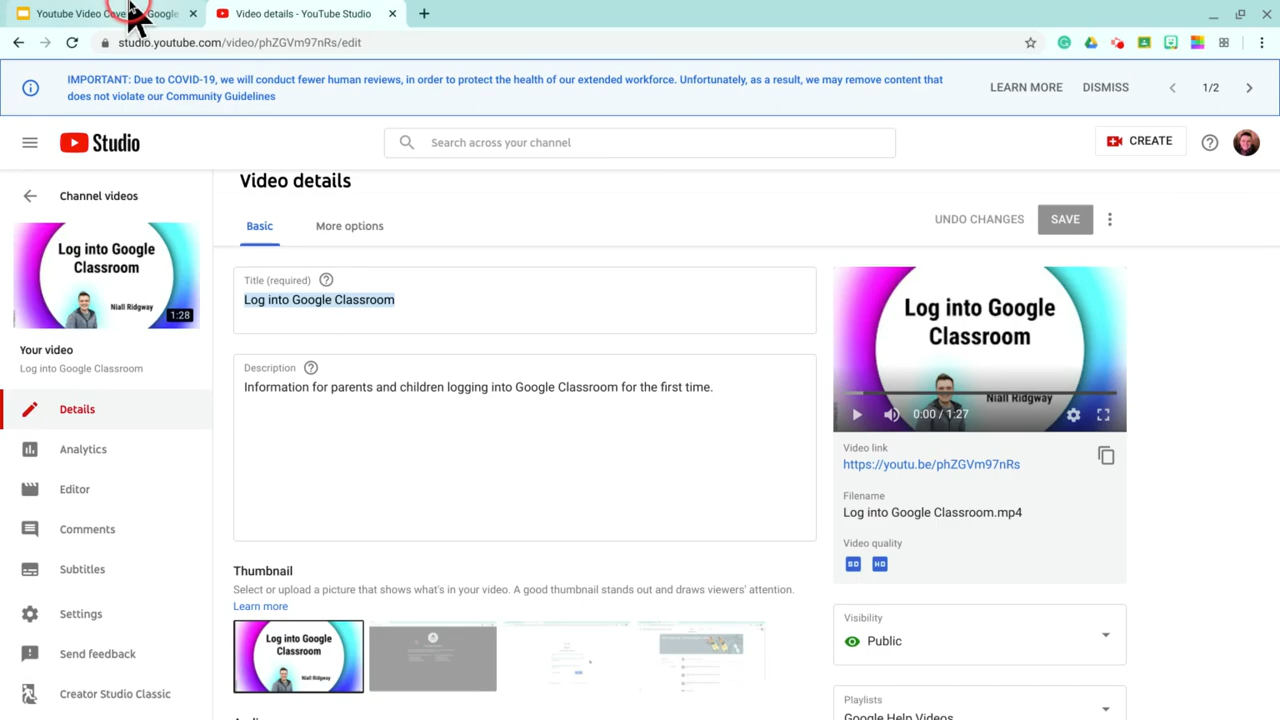 Youtube Video Cove
Google
Video details - YouTube Studio
studio.youtube.com/video/phZGVm97nRs/edit
IMPORTANT: Due to COVID-19, we will conduct fewer human reviews, in order to protect the health of our extended workforce. Unfortunately, as a result, we may remove content that
does not violate our Community Guidelines
LEARN MORE
DISMISS
1/2
Studio
Search across your channel
CREATE
Channel videos
Video details
Basic
More options
UNDO CHANGES
SAVE
Log into Google
Classroom
Niall Ridgway
1:28
Your video
Log into Google Classroom
Details
Analytics
Editor
Comments
Subtitles
Settings
Send feedback
Creator Studio Classic
Title (required)
Log into Google Classroom
Description
Information for parents and children logging into Google Classroom for the first time.
Thumbnail
Select or upload a picture that shows what's in your video. A good thumbnail stands out and draws viewers' attention.
Learn more
Log into Google
Classroom
Log into Google
Classroom
Niall Ridgway
0:00 / 1:27
Video link
https://youtu.be/phZGVm97nRs
Filename
Log into Google Classroom.mp4
Video quality
SD
HD
Visibility
Public
Playlists
Google Help Videos